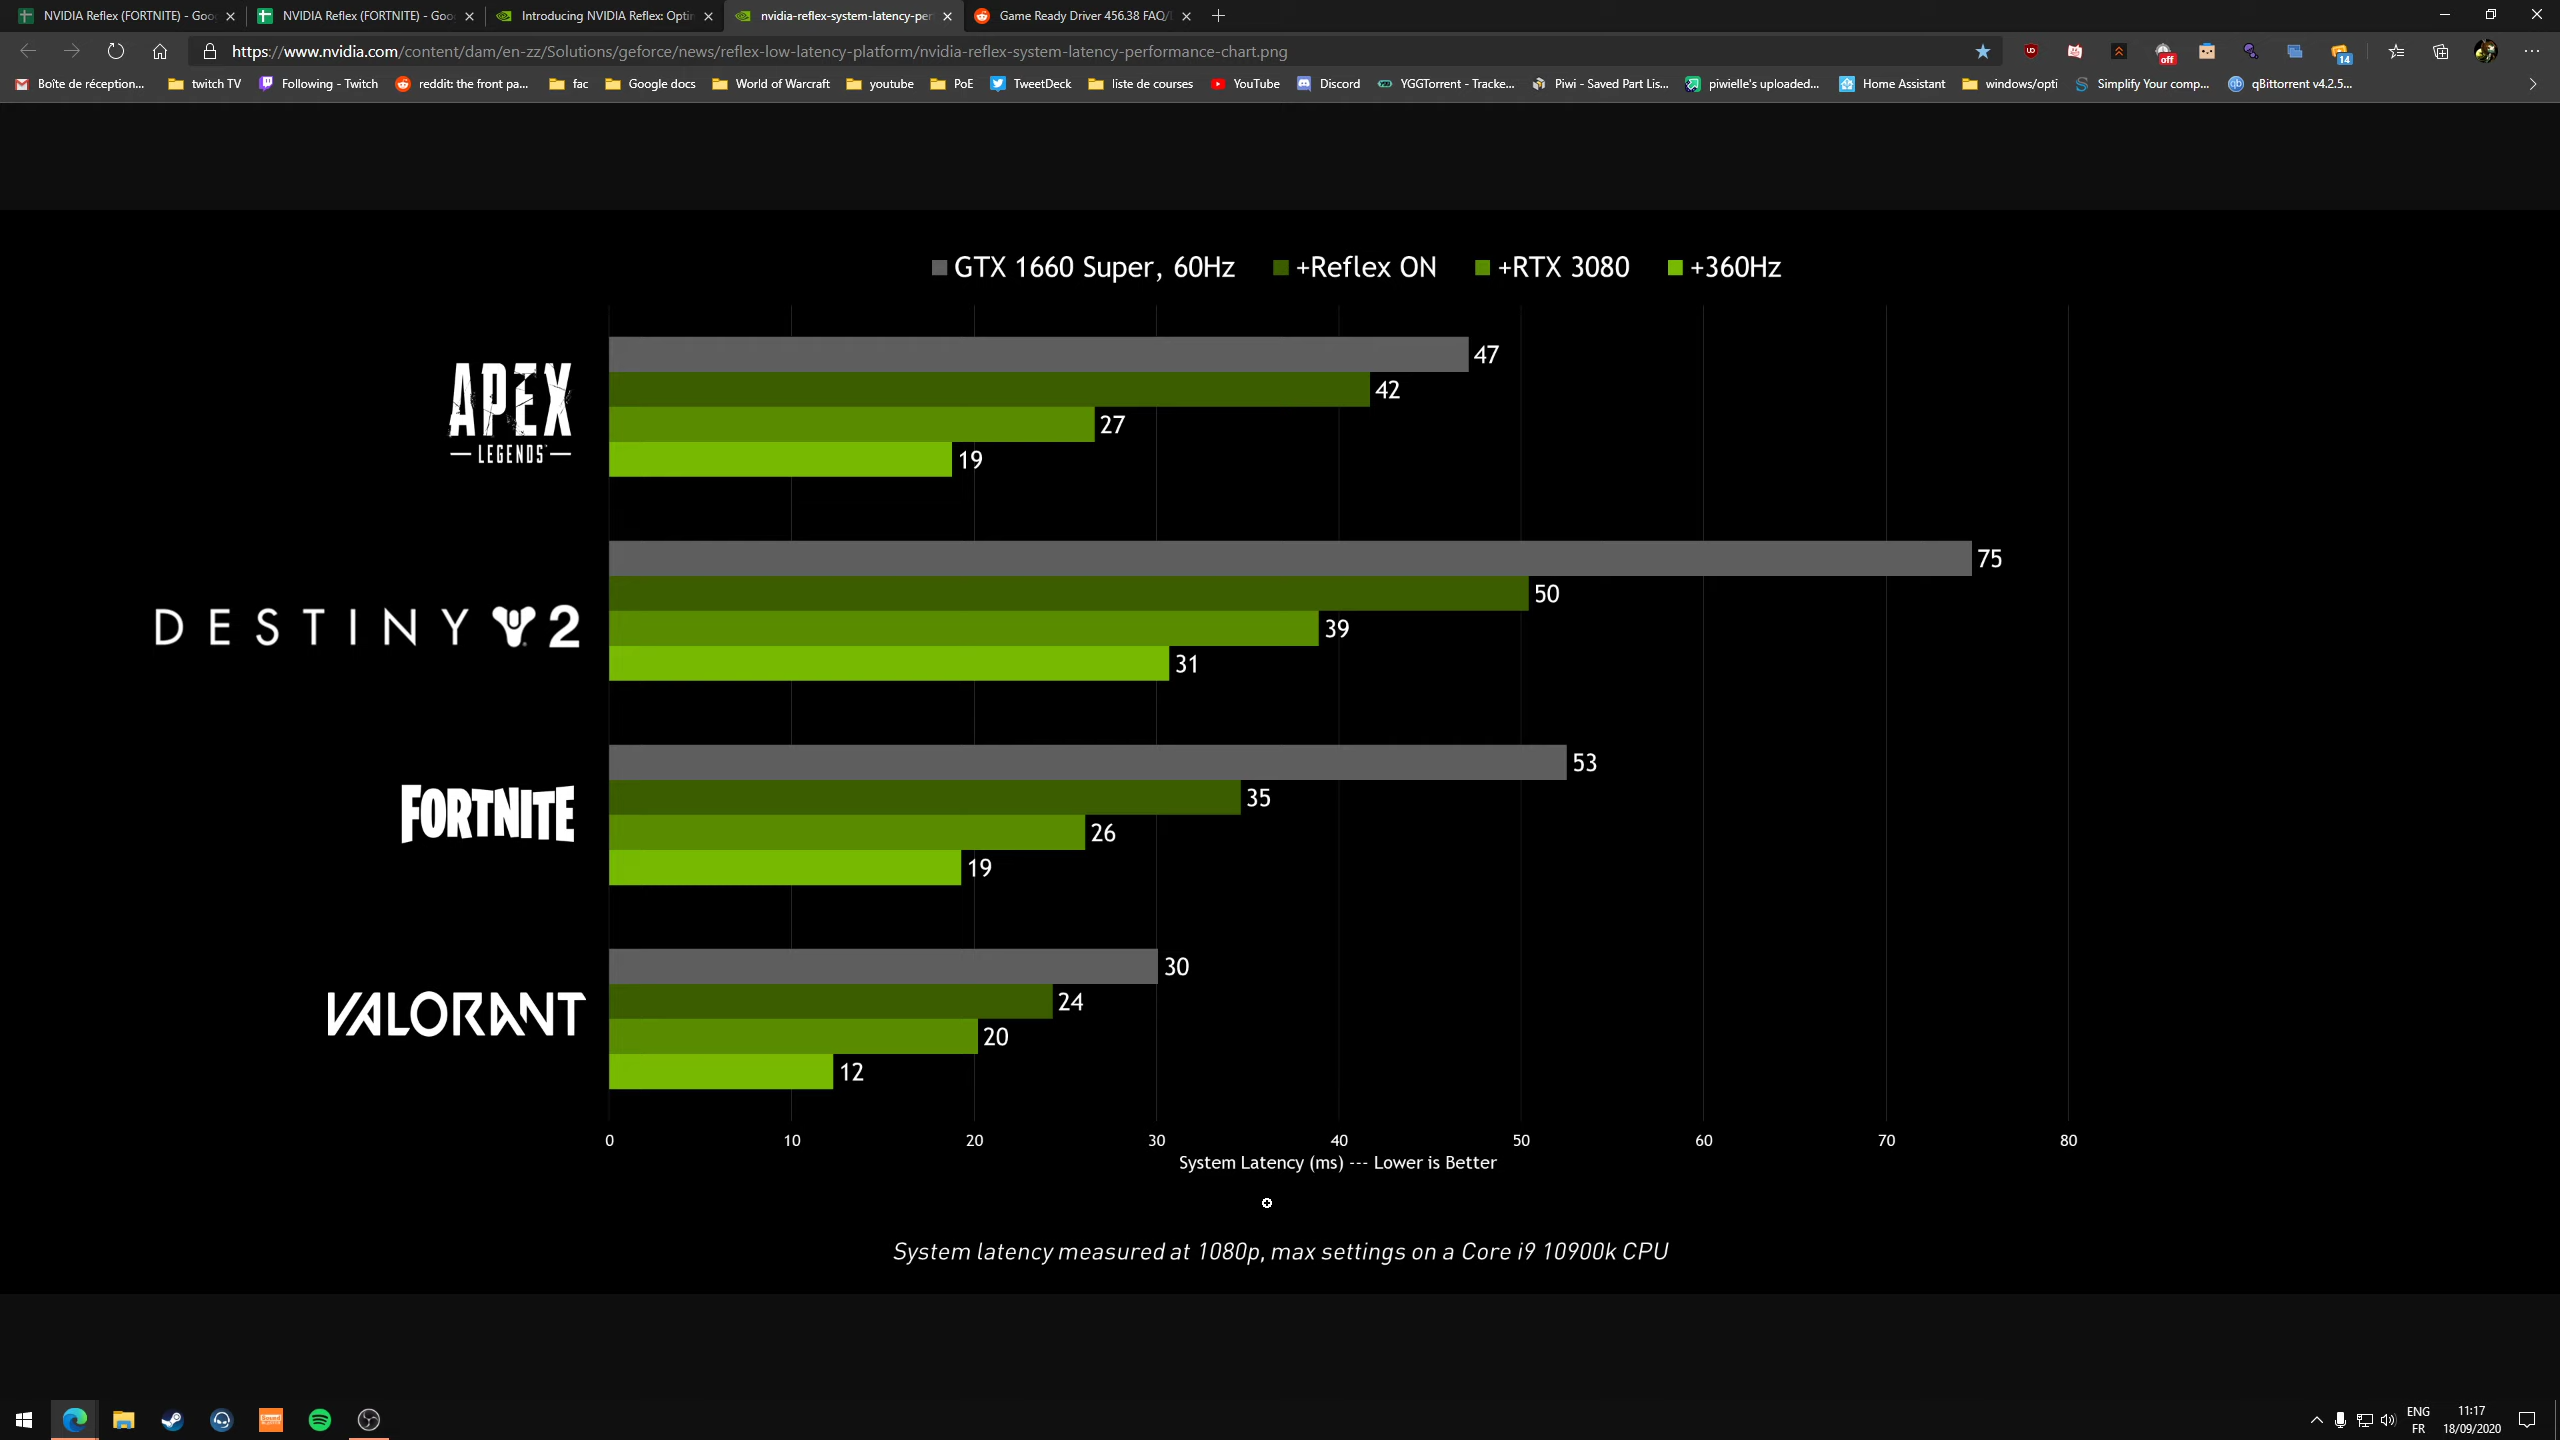 NVIDIA Reflex (FORTNITE) - Goo
NVIDIA Reflex (FORTNITE) - Goo
Introducing NVIDIA Reflex: Opti
nvidia-reflex-system-latency-per
Game Ready Driver 456.38 FAQ/
https://www.nvidia.com/content/dam/en-zz/Solutions/geforce/news/reflex-low-latency-platform/nvidia-reflex-system-latency-performance-chart.png
off
14
Boîte de réception...
twitch TV
Following - Twitch
reddit: the front pa...
fac
Google docs
World of Warcraft
youtube
PoE
TweetDeck
liste de courses
YouTube
Discord
YGGTorrent - Tracke...
Piwi - Saved Part Lis...
piwielle's uploaded...
Home Assistant
windows/opti
Simplify Your comp...
qb
qBittorrent v4.2.5...
GTX 1660 Super, 60Hz
+Reflex ON
+RTX 3080
+360Hz
APEX
LEGENDS
47
42
27
19
DESTINY 2
75
50
39
31
FORTNITE
53
35
26
19
VALORANT
30
24
20
12
0 10 20 30 40 50 60 70 80
System Latency (ms) --- Lower is Better
System latency measured at 1080p, max settings on a Core i9 10900k CPU
ENG
FR
11:17
18/09/2020